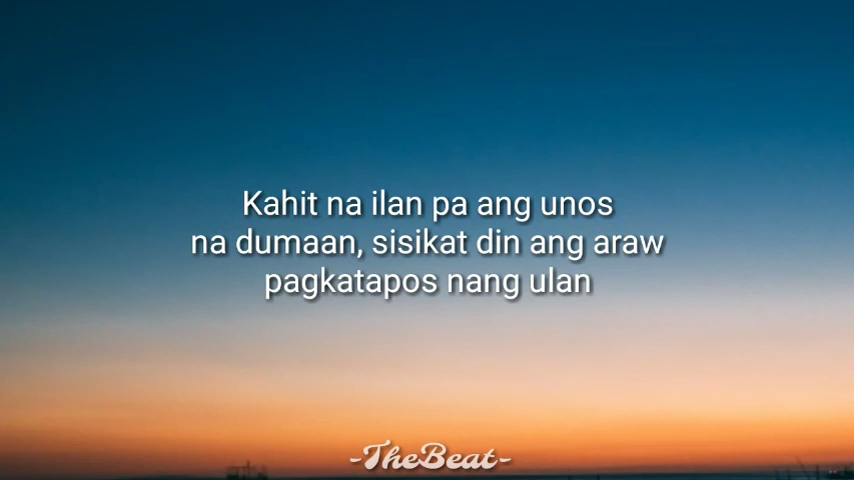 Kahit na ilan pa ang unos
na dumaan, sisikat din ang araw
pagkatapos nang ulan
-TheBeat-